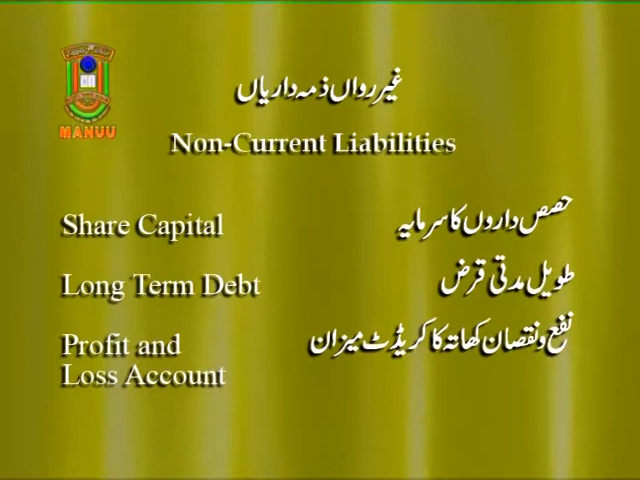 MANUU
غیر رواں ذمہ داریاں
Non-Current Liabilities
Share Capital
حصص داروں کا سرمایہ
Long Term Debt
طویل مدتی قرض
Profit and
Loss Account
نفع و نقصان کھاتہ کا کریڈٹ میزان